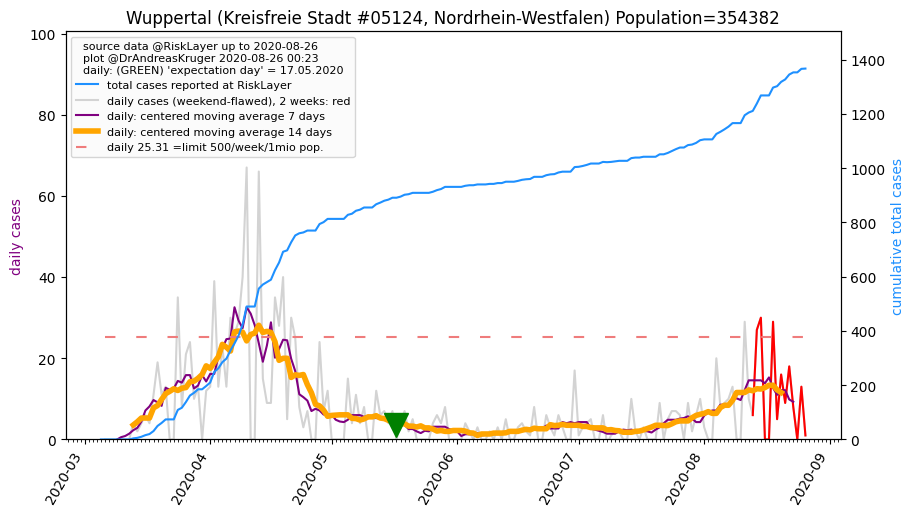 Wuppertal (Kreisfreie Stadt #05124, Nordrhein-Westfalen) Population=354382
source data @RiskLayer up to 2020-08-26
plot @DrAndreasKruger 2020-08-26 00:23
daily: (GREEN) 'expectation day' = 17.05.2020
total cases reported at RiskLayer
daily cases (weekend-flawed), 2 weeks: red
daily: centered moving average 7 days
daily: centered moving average 14 days
daily 25.31 =limit 500/week/1mio pop.
daily cases
100
80
60
40
20
0
cumulative total cases
1400
1200
1000
800
600
400
200
0
2020-03
2020-04
2020-05
2020-06
2020-07
2020-08
2020-09